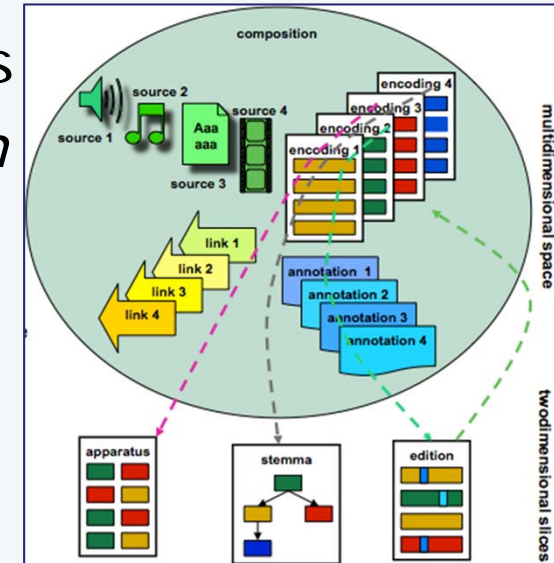 s
n
composition
source 1
source 2
Aaa
aaa
source 3
source 4
encoding 4
encoding 3
encoding 2
encoding 1
link 1
link 2
link 3
link 4
annotation 1
annotation 2
annotation 3
annotation 4
multidimensional space
twodimensional slices
apparatus
stemma
edition